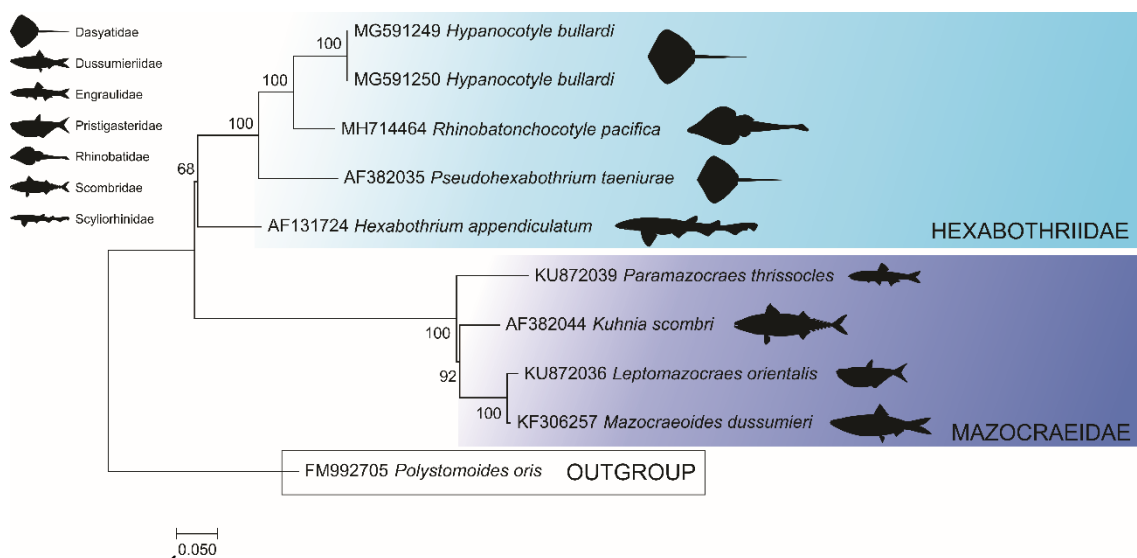 Dasyatidae
Dussumieriidae
Engraulidae
Pristigasteridae
Rhinobatidae
Scombridae
Scyliorhinidae
100
MG591249 Hypanocotyle bullardi
100
MG591250 Hypanocotyle bullardi
100
MH714464 Rhinobatonchocotyle pacifica
68
AF382035 Pseudohexabothrium taeniurae
AF131724 Hexabothrium appendiculatum
HEXABOTHRIIDAE
KU872039 Paramazocraes thrissocles
100
AF382044 Kuhnia scombri
92
KU872036 Leptomazocraes orientalis
100
KF306257 Mazocraeoides dussumieri
MAZOCRAEIDAE
FM992705 Polystomoides oris OUTGROUP
0.050